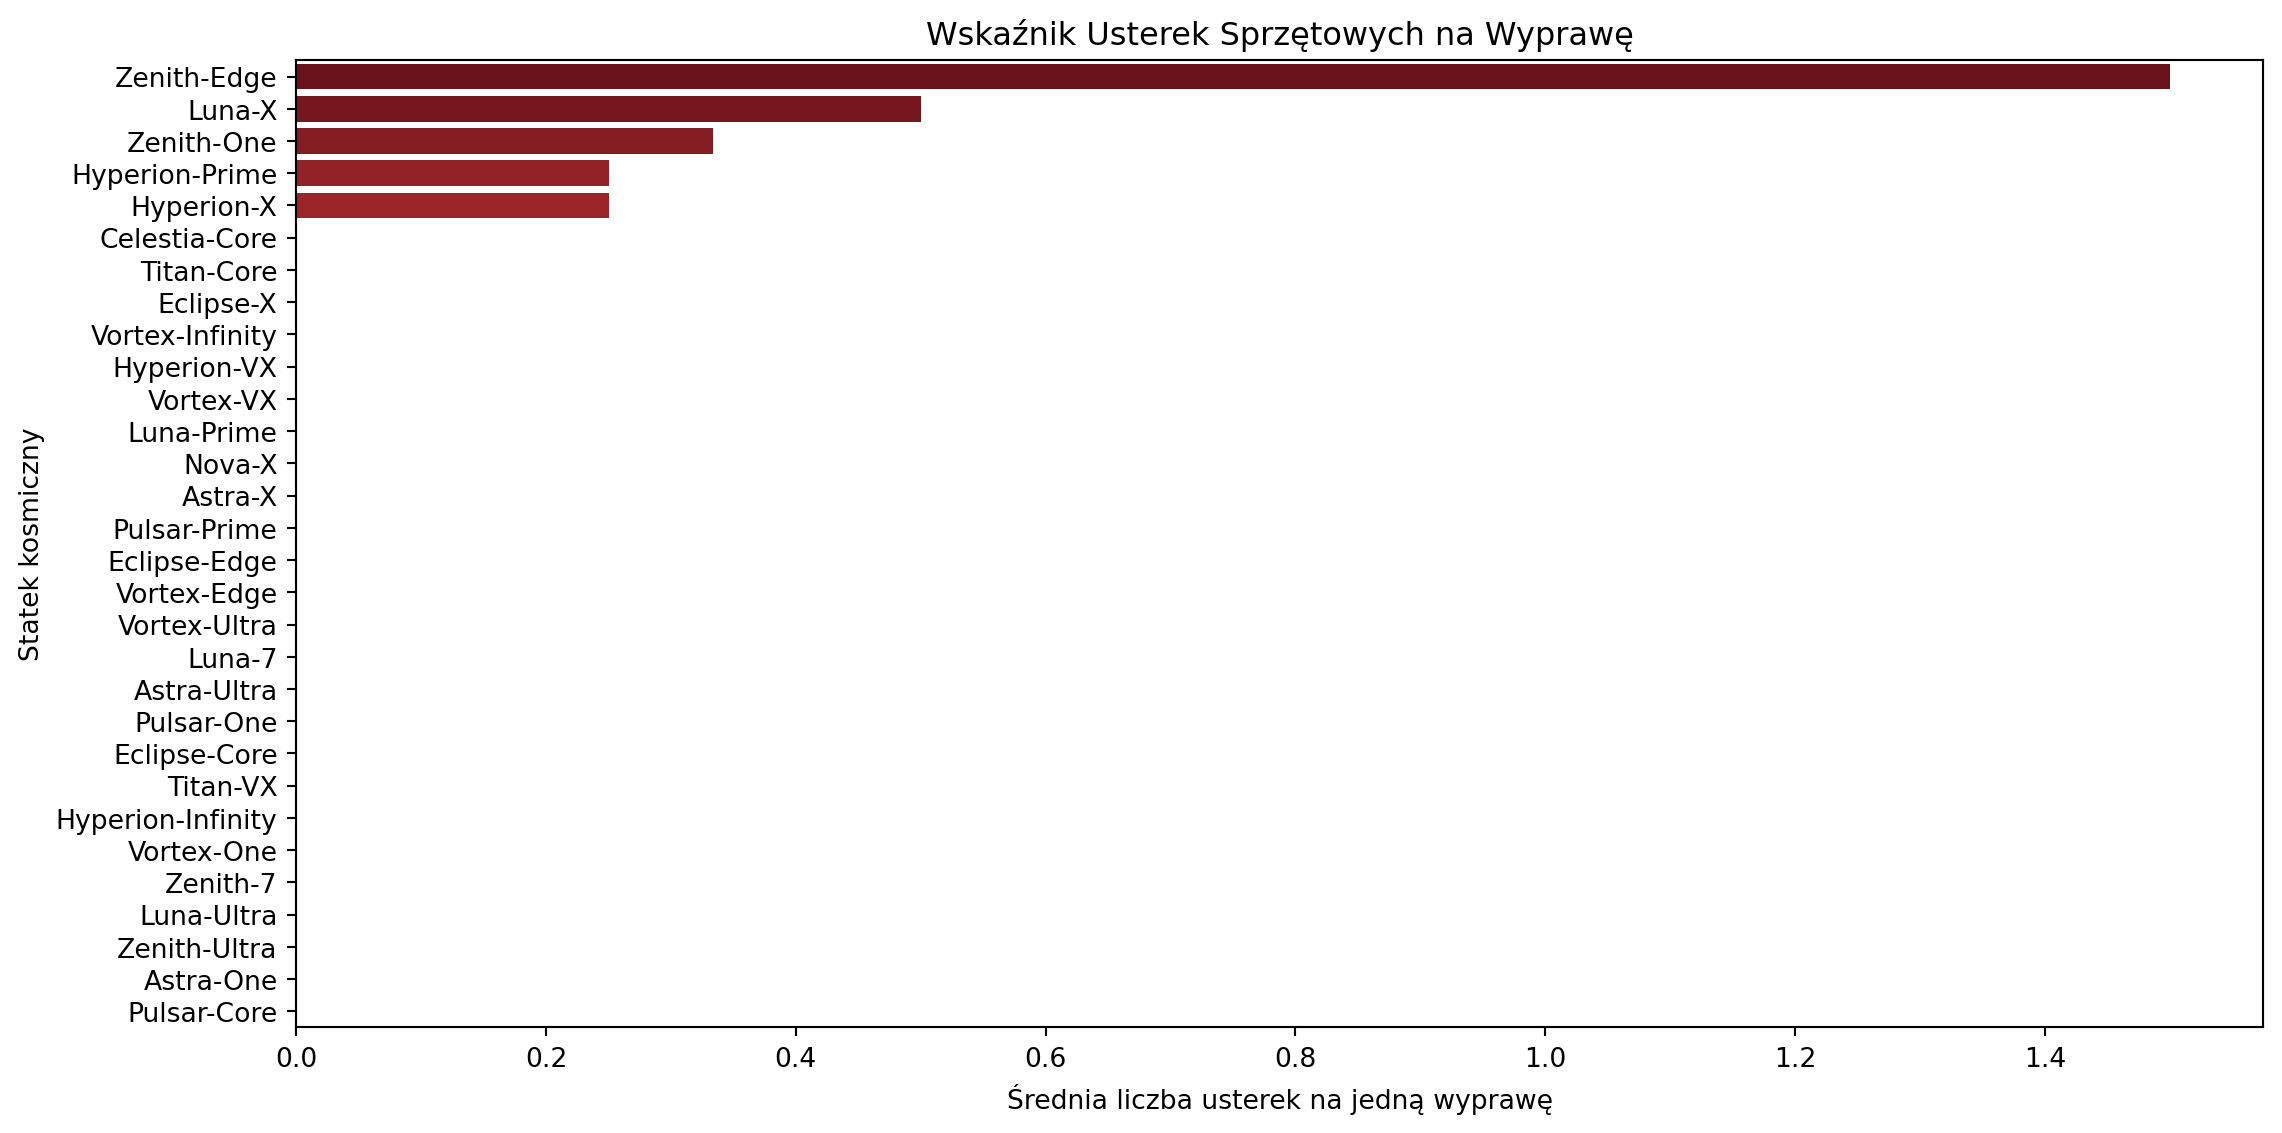 Wskaźnik Usterek Sprzętowych na Wyprawę
Zenith-Edge
Luna-X
Zenith-One
Hyperion-Prime
Hyperion-X
Celestia-Core
Titan-Core
Eclipse-X
Vortex-Infinity
Hyperion-VX
Vortex-VX
Luna-Prime
Nova-X
Astra-X
Pulsar-Prime
Eclipse-Edge
Vortex-Edge
Vortex-Ultra
Luna-7
Astra-Ultra
Pulsar-One
Eclipse-Core
Titan-VX
Hyperion-Infinity
Vortex-One
Zenith-7
Luna-Ultra
Zenith-Ultra
Astra-One
Pulsar-Core
Statek kosmiczny
0.0 0.2 0.4 0.6 0.8 1.0 1.2 1.4
Średnia liczba usterek na jedną wyprawę